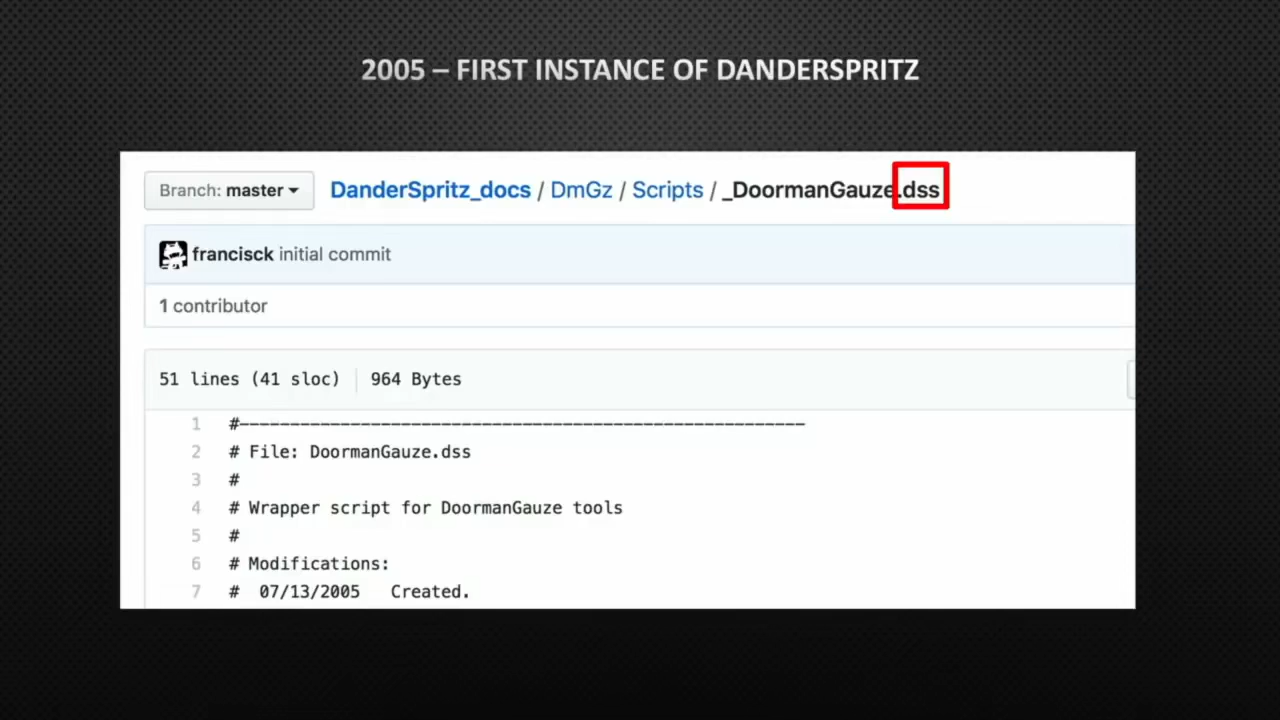 2005 – FIRST INSTANCE OF DANDERSPRITZ
Branch: master DanderSpritz_docs / DmGz / Scripts / _DoormanGauze.dss
francisck initial commit
1 contributor
51 lines (41 sloc) 964 Bytes
1 #--------------------------------------------------------
2 # File: DoormanGauze.dss
3 #
4 # Wrapper script for DoormanGauze tools
5 #
6 # Modifications:
7 # 07/13/2005 Created.